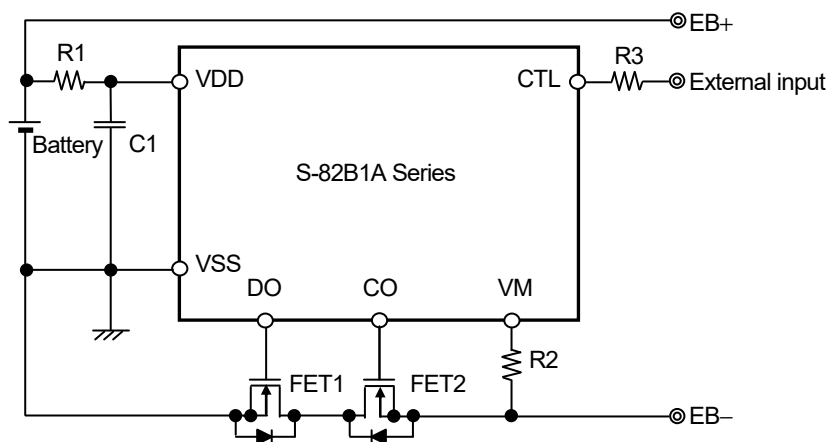 EB+
R1
R3
VDD
CTL
External input
Battery
C1
S-82B1A Series
VSS
DO
CO
VM
R2
FET1
FET2
EB−